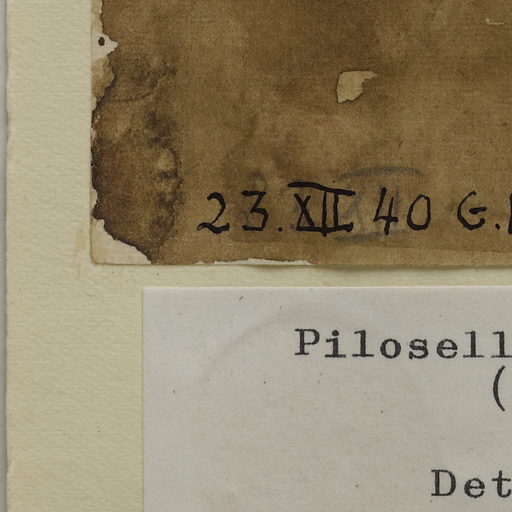 23.XII 40 G.
Pilosell
(
Det